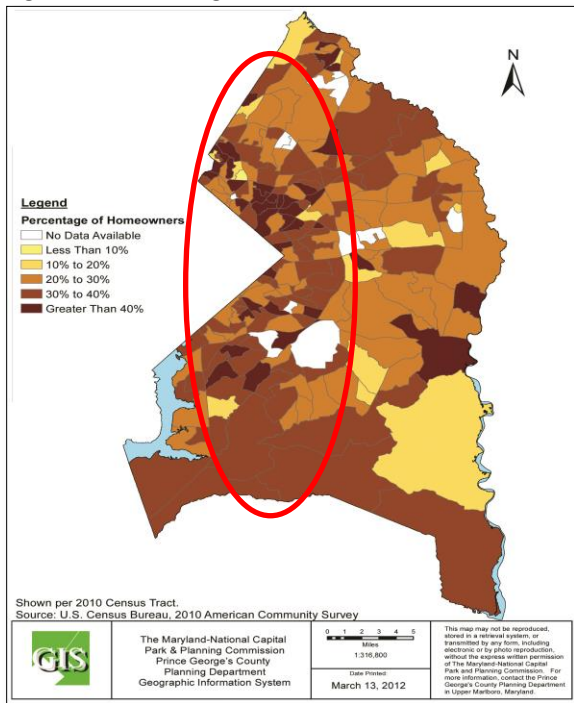 N
Legend
Percentage of Homeowners
No Data Available
Less Than 10%
10% to 20%
20% to 30%
30% to 40%
Greater Than 40%
Shown per 2010 Census Tract.
Source: U.S. Census Bureau, 2010 American Community Survey
GIS
The Maryland-National Capital
Park & Planning Commission
Prince George's County
Planning Department
Geographic Information System
0 1 2 3 4 5
Miles
1:316,800
Date Printed:
March 13, 2012
This map may not be reproduced,
stored in a retrieval system, or
transmitted by any form, including
electronic or by photo reproduction,
without the express written permission
of The Maryland-National Capital
Park and Planning Commission. For
more information, contact the Prince
George's County Planning Department
in Upper Marlboro, Maryland.